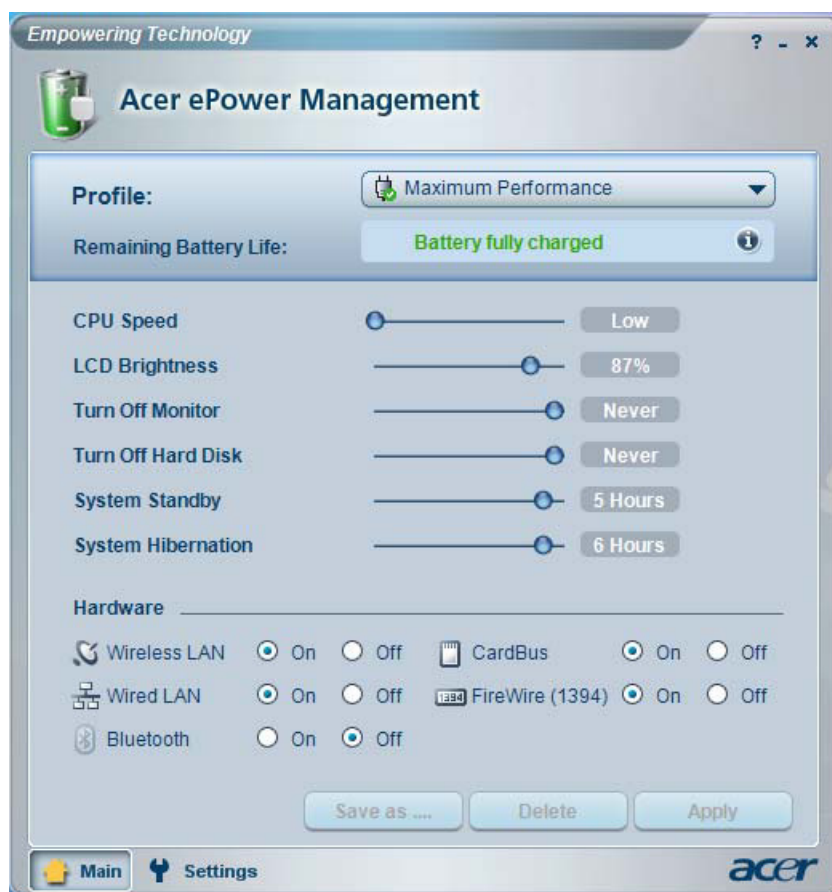 Empowering Technology
? - x
Acer ePower Management
Profile: Maximum Performance
Remaining Battery Life: Battery fully charged
CPU Speed Low
LCD Brightness 87%
Turn Off Monitor Never
Turn Off Hard Disk Never
System Standby 5 Hours
System Hibernation 6 Hours
Hardware
Wireless LAN On Off CardBus On Off
Wired LAN On Off 1394 FireWire (1394) On Off
Bluetooth On Off
Save as .... Delete Apply
Main Settings acer